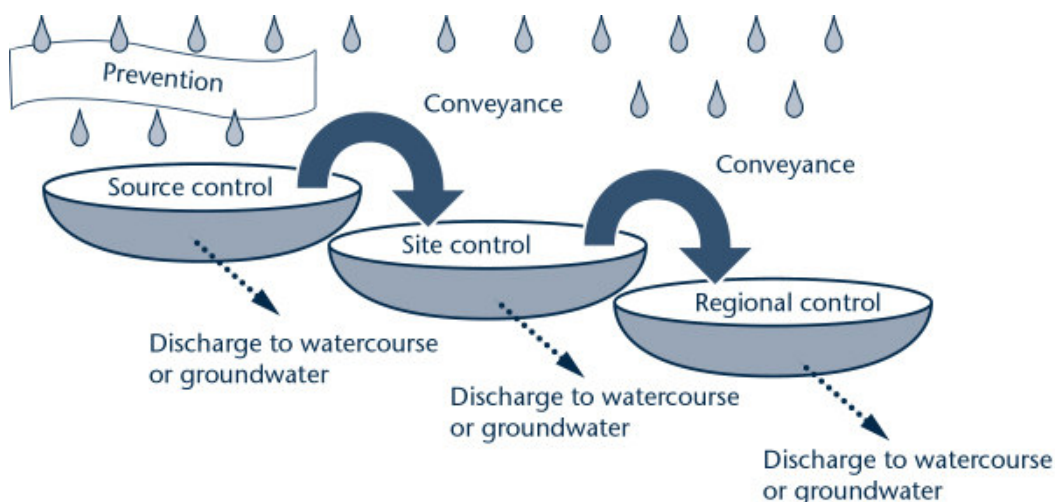 Prevention
Conveyance
Conveyance
Source control
Site control
Regional control
Discharge to watercourse
or groundwater
Discharge to watercourse
or groundwater
Discharge to watercourse
or groundwater